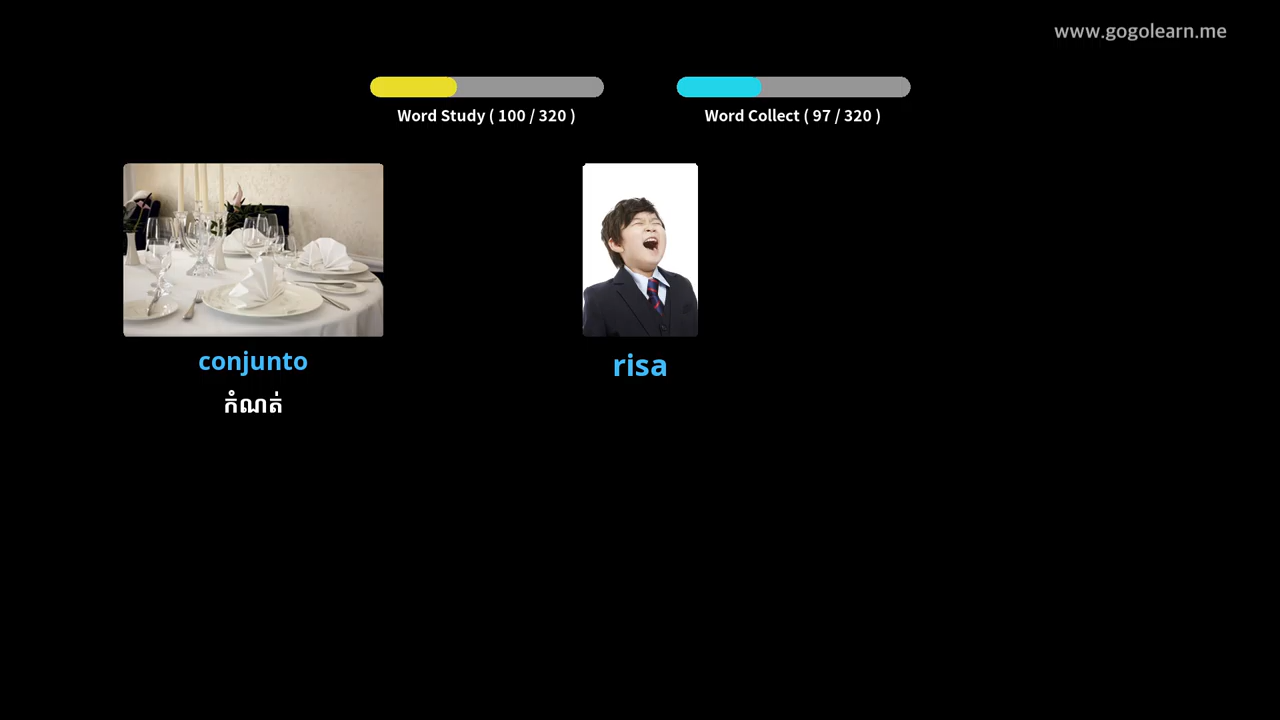 www.gogolearn.me
Word Study ( 100 / 320 )
Word Collect ( 97 / 320 )
conjunto
កំណត់
risa